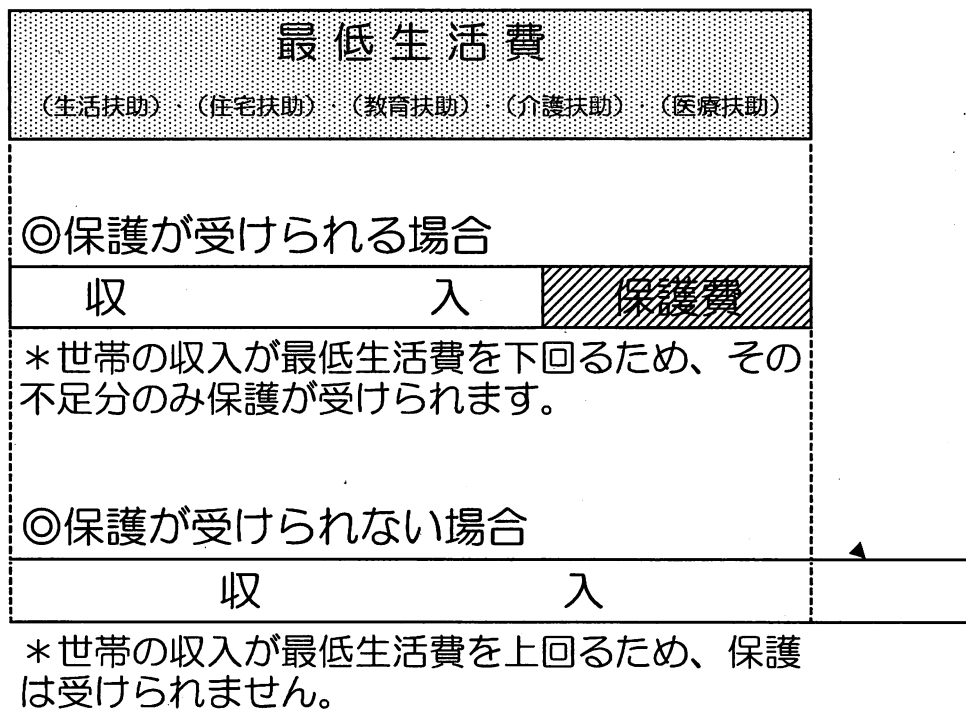 最低生活費
（生活扶助）・（住宅扶助）・（教育扶助）・（介護扶助）・（医療扶助）
◎保護が受けられる場合
収　入　保護費
＊世帯の収入が最低生活費を下回るため、その
不足分のみ保護が受けられます。
◎保護が受けられない場合
収　入
＊世帯の収入が最低生活費を上回るため、保護
は受けられません。